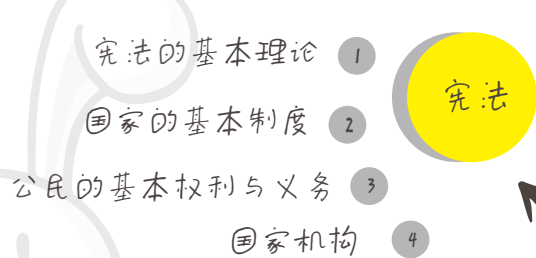 宪法的基本理论 1
宪法
国家的基本制度 2
公民的基本权利与义务 3
国家机构 4